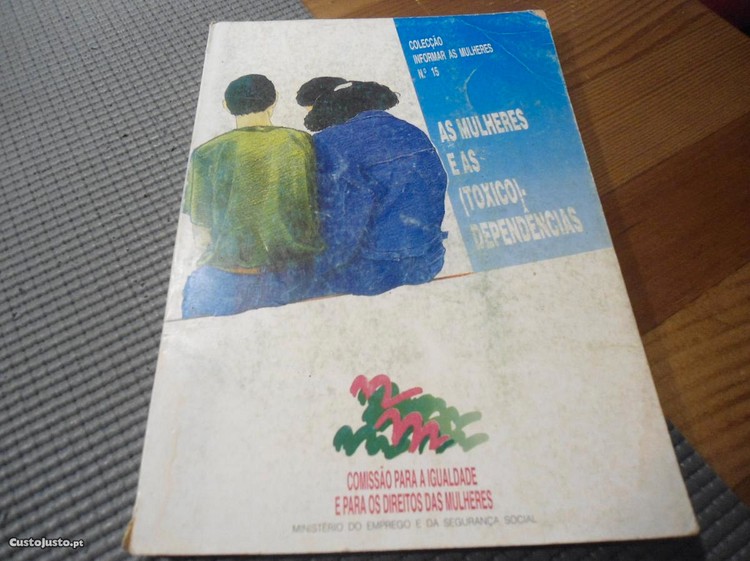 COLECÇÃO
INFORMAR AS MULHERES
N.º 15
AS MULHERES
E AS
(TOXICO)-
DEPENDÊNCIAS
COMISSÃO PARA A IGUALDADE
E PARA OS DIREITOS DAS MULHERES
MINISTÉRIO DO EMPREGO E DA SEGURANÇA SOCIAL
CustoJusto.pt